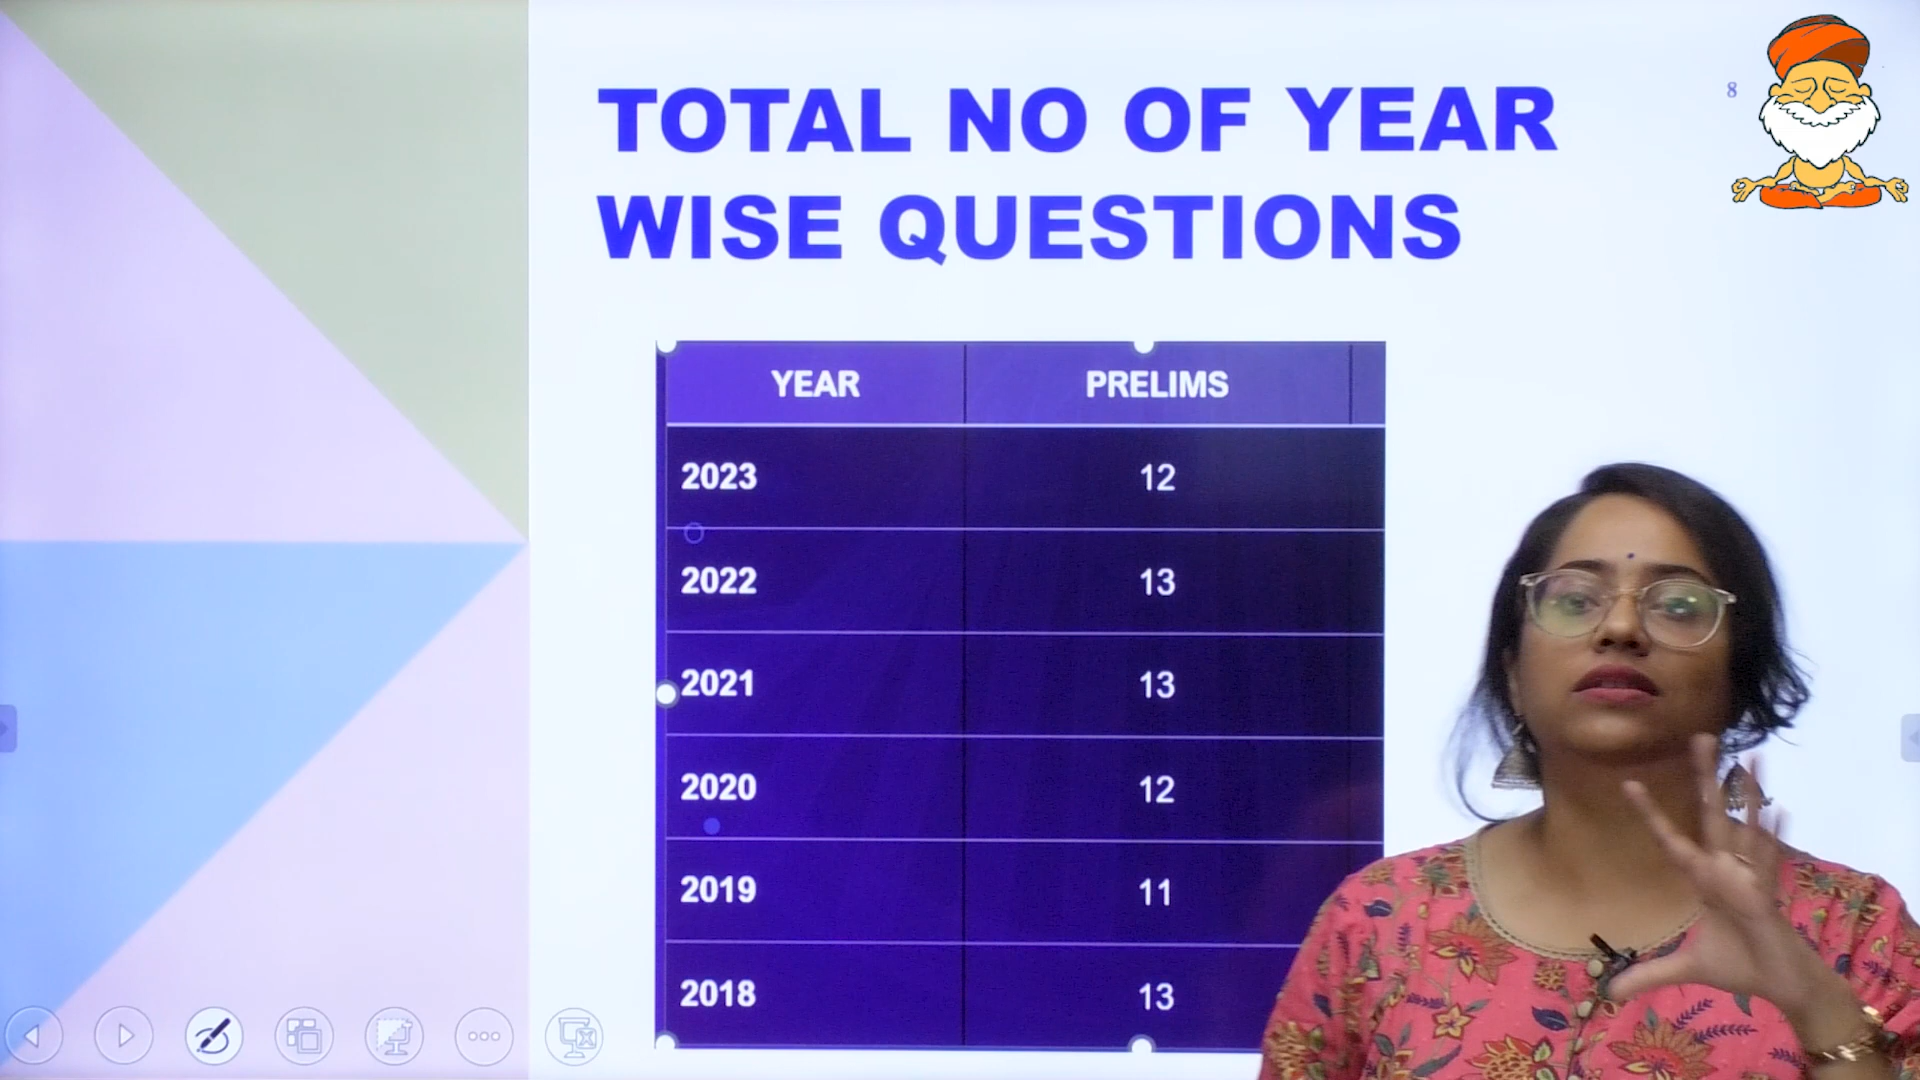 TOTAL NO OF YEAR
WISE QUESTIONS
8
YEAR PRELIMS
2023 12
2022 13
2021 13
2020 12
2019 11
2018 13